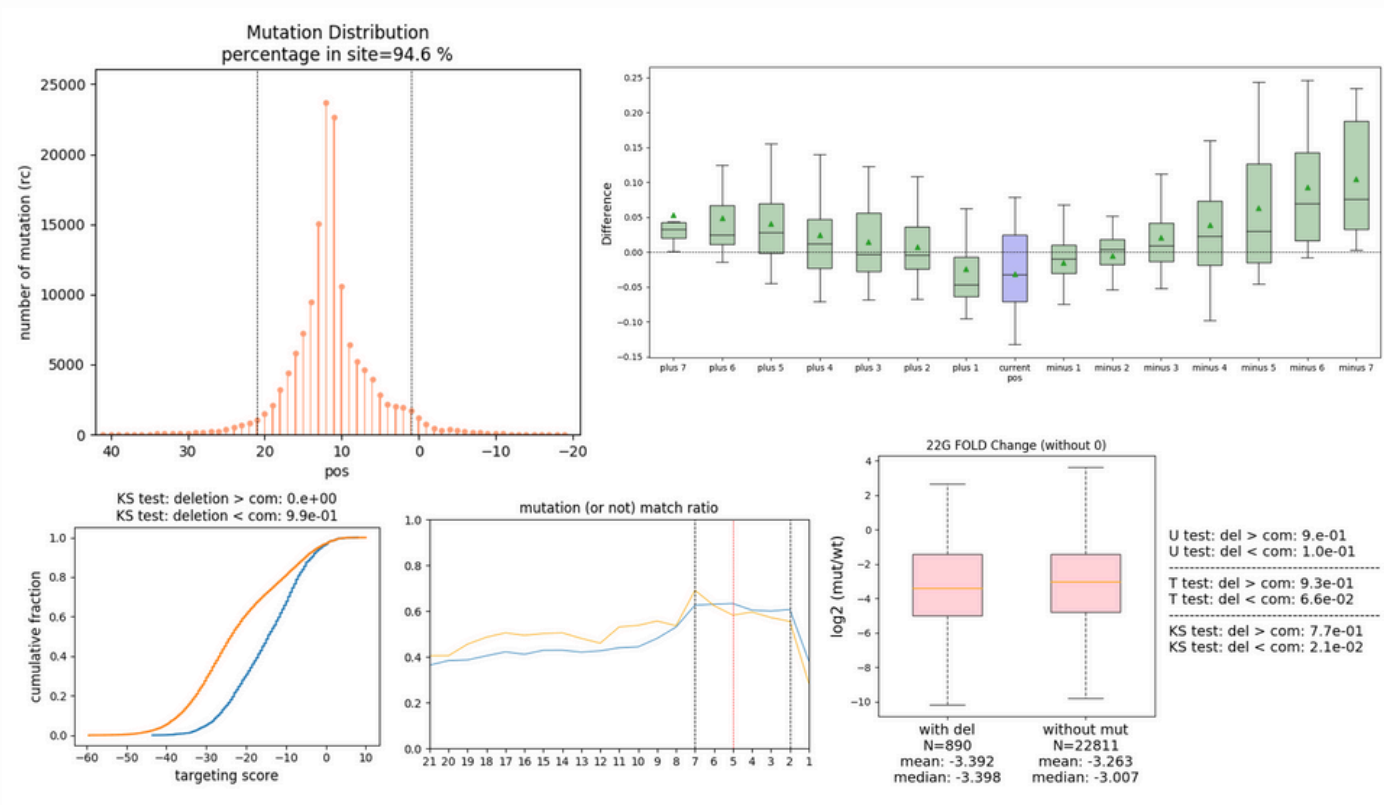 Mutation Distribution
percentage in site=94.6 %
number of mutation (rc)
25000
20000
15000
10000
5000
0
40 30 20 10 0 −10 −20
pos
Difference
0.25
0.20
0.15
0.10
0.05
0.00
−0.05
−0.10
−0.15
plus 7 plus 6 plus 5 plus 4 plus 3 plus 2 plus 1 current pos minus 1 minus 2 minus 3 minus 4 minus 5 minus 6 minus 7
KS test: deletion > com: 0.e+00
KS test: deletion < com: 9.9e-01
cumulative fraction
1.0
0.8
0.6
0.4
0.2
0.0
−60 −50 −40 −30 −20 −10 0 10
targeting score
mutation (or not) match ratio
1.0
0.8
0.6
0.4
0.2
0.0
21 20 19 18 17 16 15 14 13 12 11 10 9 8 7 6 5 4 3 2 1
22G FOLD Change (without 0)
log2 (mut/wt)
4
2
0
−2
−4
−6
−8
−10
with del
N=890
mean: -3.392
median: -3.398
without mut
N=22811
mean: -3.263
median: -3.007
U test: del > com: 9.e-01
U test: del < com: 1.0e-01
T test: del > com: 9.3e-01
T test: del < com: 6.6e-02
KS test: del > com: 7.7e-01
KS test: del < com: 2.1e-02